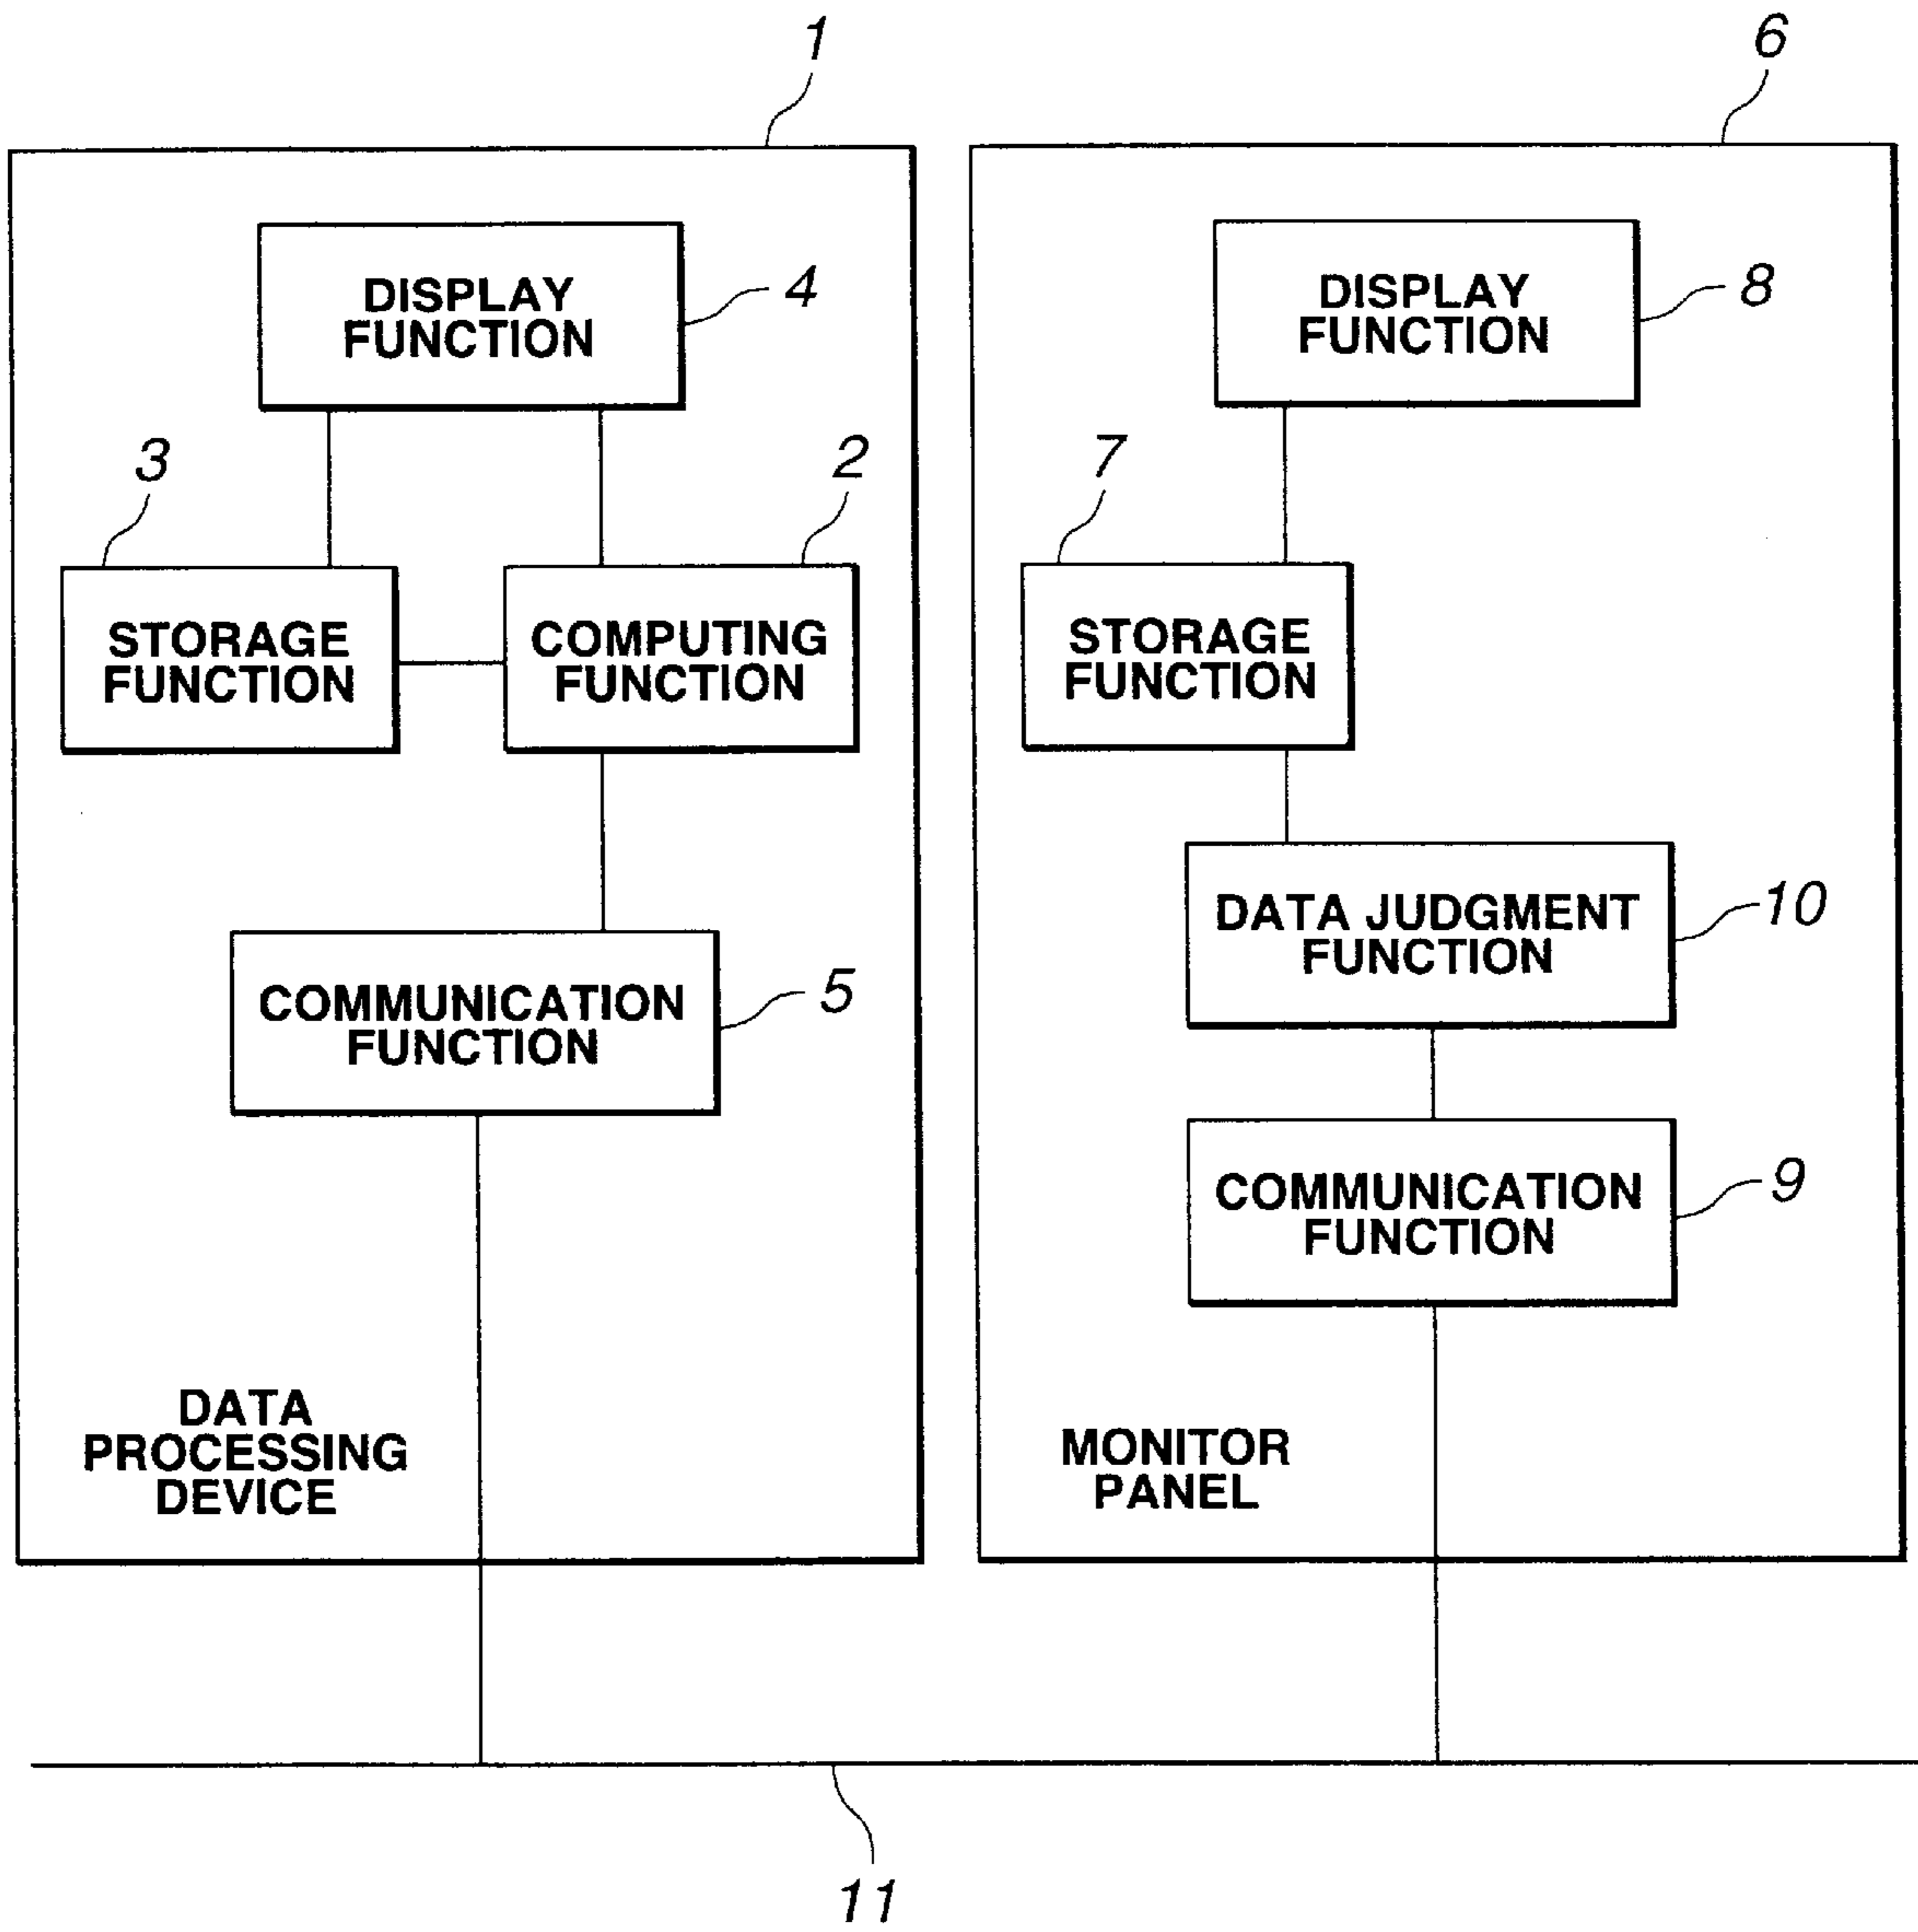 1
6
DISPLAY
FUNCTION
4
DISPLAY
FUNCTION
8
3
2
7
STORAGE
FUNCTION
COMPUTING
FUNCTION
STORAGE
FUNCTION
DATA JUDGMENT
FUNCTION
10
COMMUNICATION
FUNCTION
5
COMMUNICATION
FUNCTION
9
DATA
PROCESSING
DEVICE
MONITOR
PANEL
11